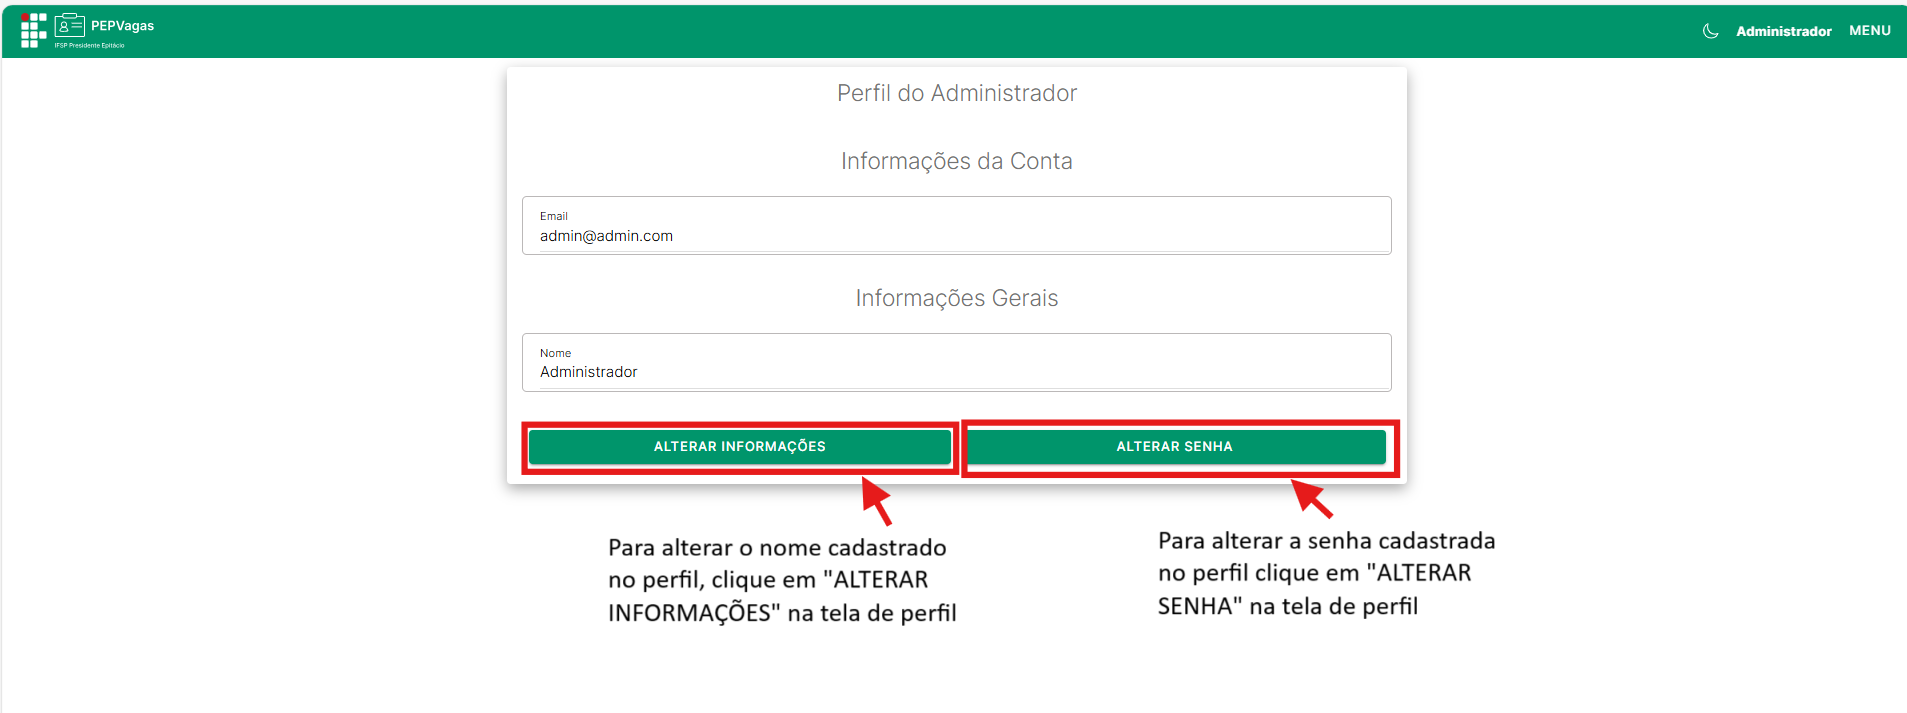 PEPVagas
IFSP Presidente Epitácio
Administrador MENU
Perfil do Administrador
Informações da Conta
Email
admin@admin.com
Informações Gerais
Nome
Administrador
ALTERAR INFORMAÇÕES
ALTERAR SENHA
Para alterar o nome cadastrado
no perfil, clique em "ALTERAR
INFORMAÇÕES" na tela de perfil
Para alterar a senha cadastrada
no perfil clique em "ALTERAR
SENHA" na tela de perfil